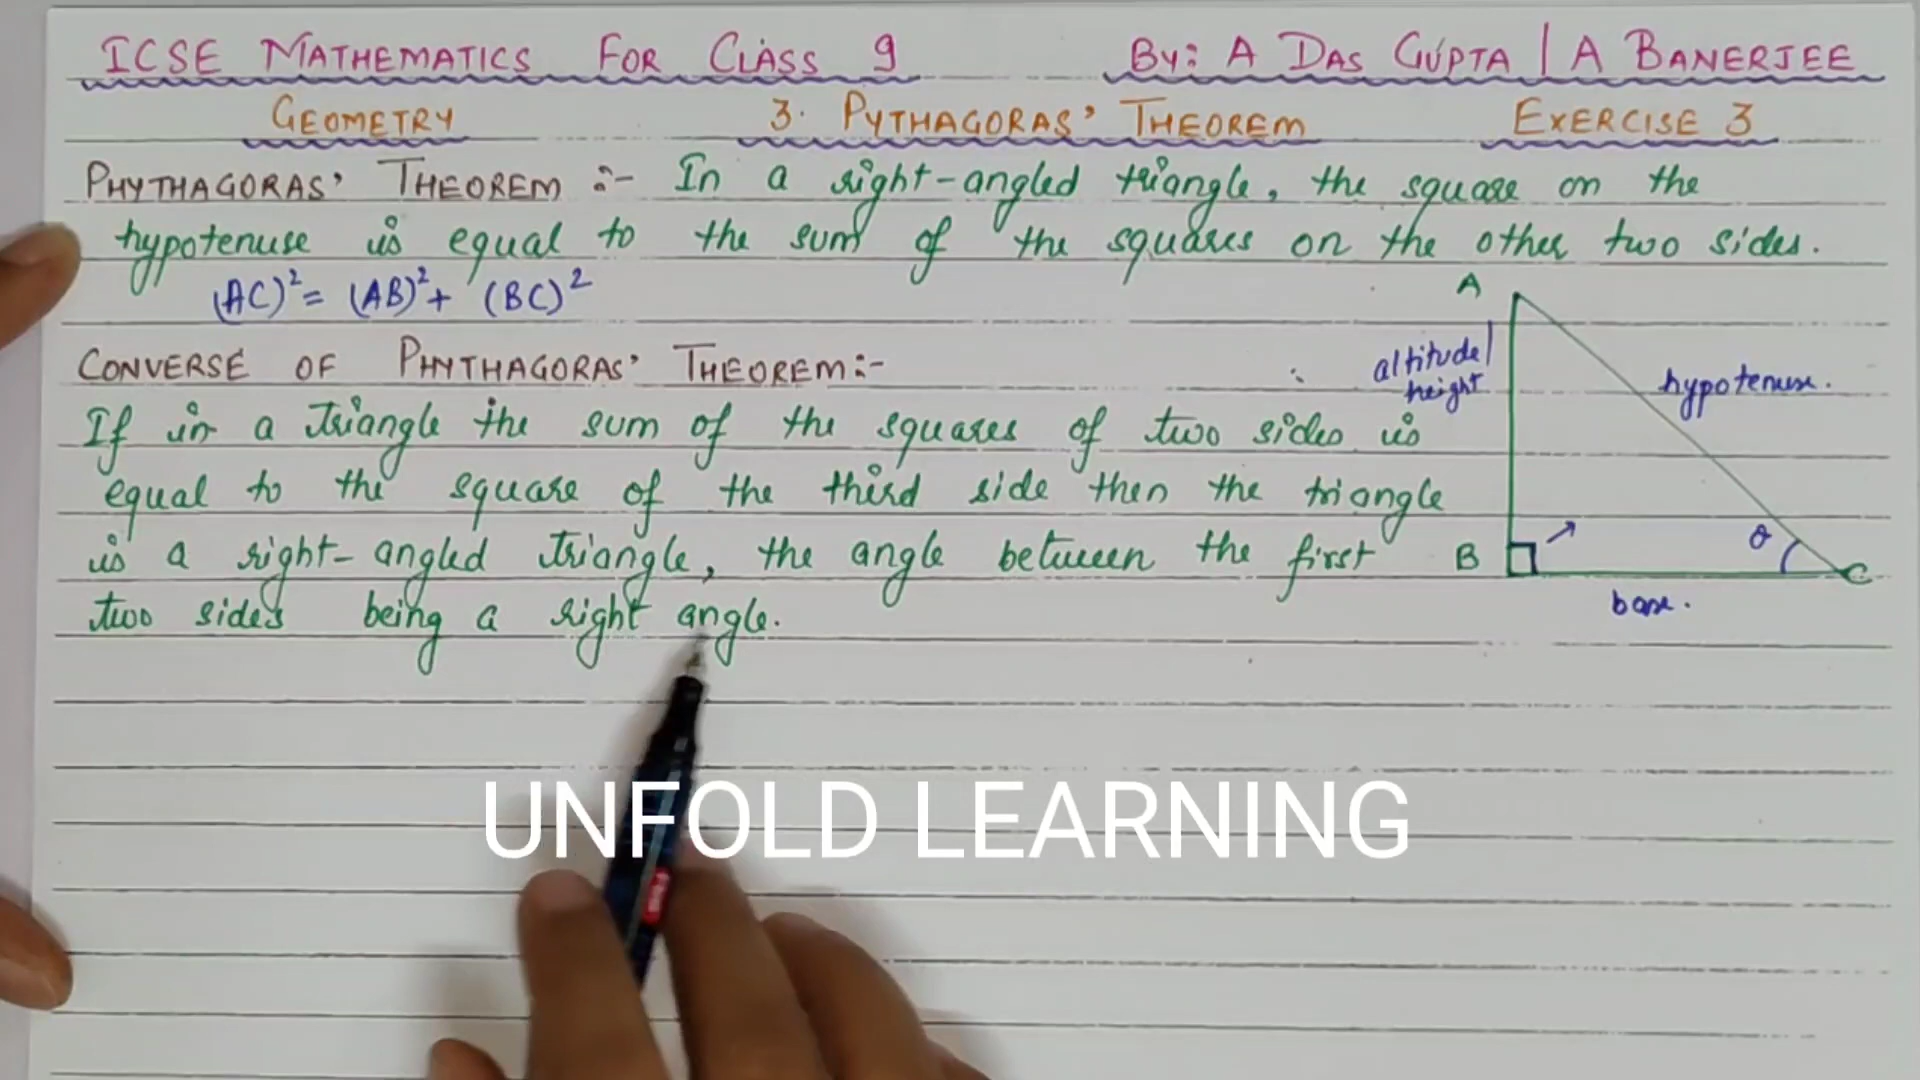 ICSE MATHEMATICS FOR CLASS 9 BY: A DAS GUPTA | A BANERJEE
GEOMETRY 3. PYTHAGORAS' THEOREM EXERCISE 3
PHYTHAGORAS' THEOREM :- In a right-angled triangle, the square on the
hypotenuse is equal to the sum of the squares on the other two sides.
(AC)² = (AB)² + (BC)²
A
CONVERSE OF PHYTHAGORAS' THEOREM:-
altitude/
height
hypotenuse.
If in a triangle the sum of the squares of two sides is
equal to the square of the third side then the triangle
is a right-angled triangle, the angle between the first
two sides being a right angle.
B θ C
base.
UNFOLD LEARNING